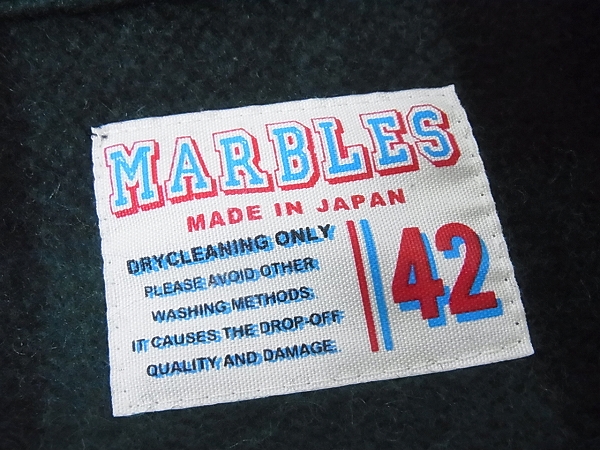 MARBLES
MADE IN JAPAN
DRYCLEANING ONLY
PLEASE AVOID OTHER
WASHING METHODS
IT CAUSES THE DROP-OFF
QUALITY AND DAMAGE.
42